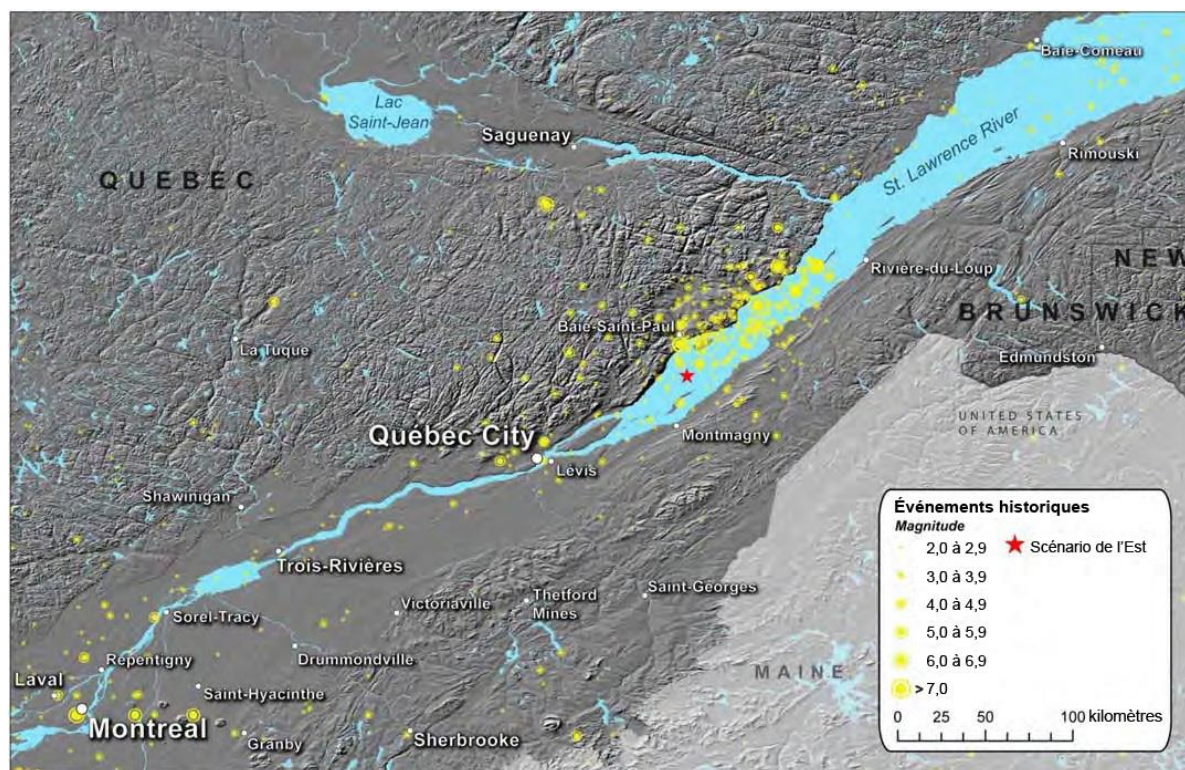 Baie-Comeau
Lac
Saint-Jean
Saguenay
St. Lawrence River
Rimouski
QUEBEC
NEW
BRUNSWICK
Rivière-du-Loup
Baie-Saint-Paul
La Tuque
Edmundston
UNITED STATES
OF AMERICA
Québec City
Montmagny
Lévis
Shawinigan
Trois-Rivières
Saint-Georges
Thetford
Mines
Victoriaville
Sorel-Tracy
Drummondville
Repentigny
MAINE
Laval
Saint-Hyacinthe
Montréal
Granby
Sherbrooke
Événements historiques
Magnitude
2,0 à 2,9
Scénario de l'Est
3,0 à 3,9
4,0 à 4,9
5,0 à 5,9
6,0 à 6,9
> 7,0
0 25 50 100 kilomètres